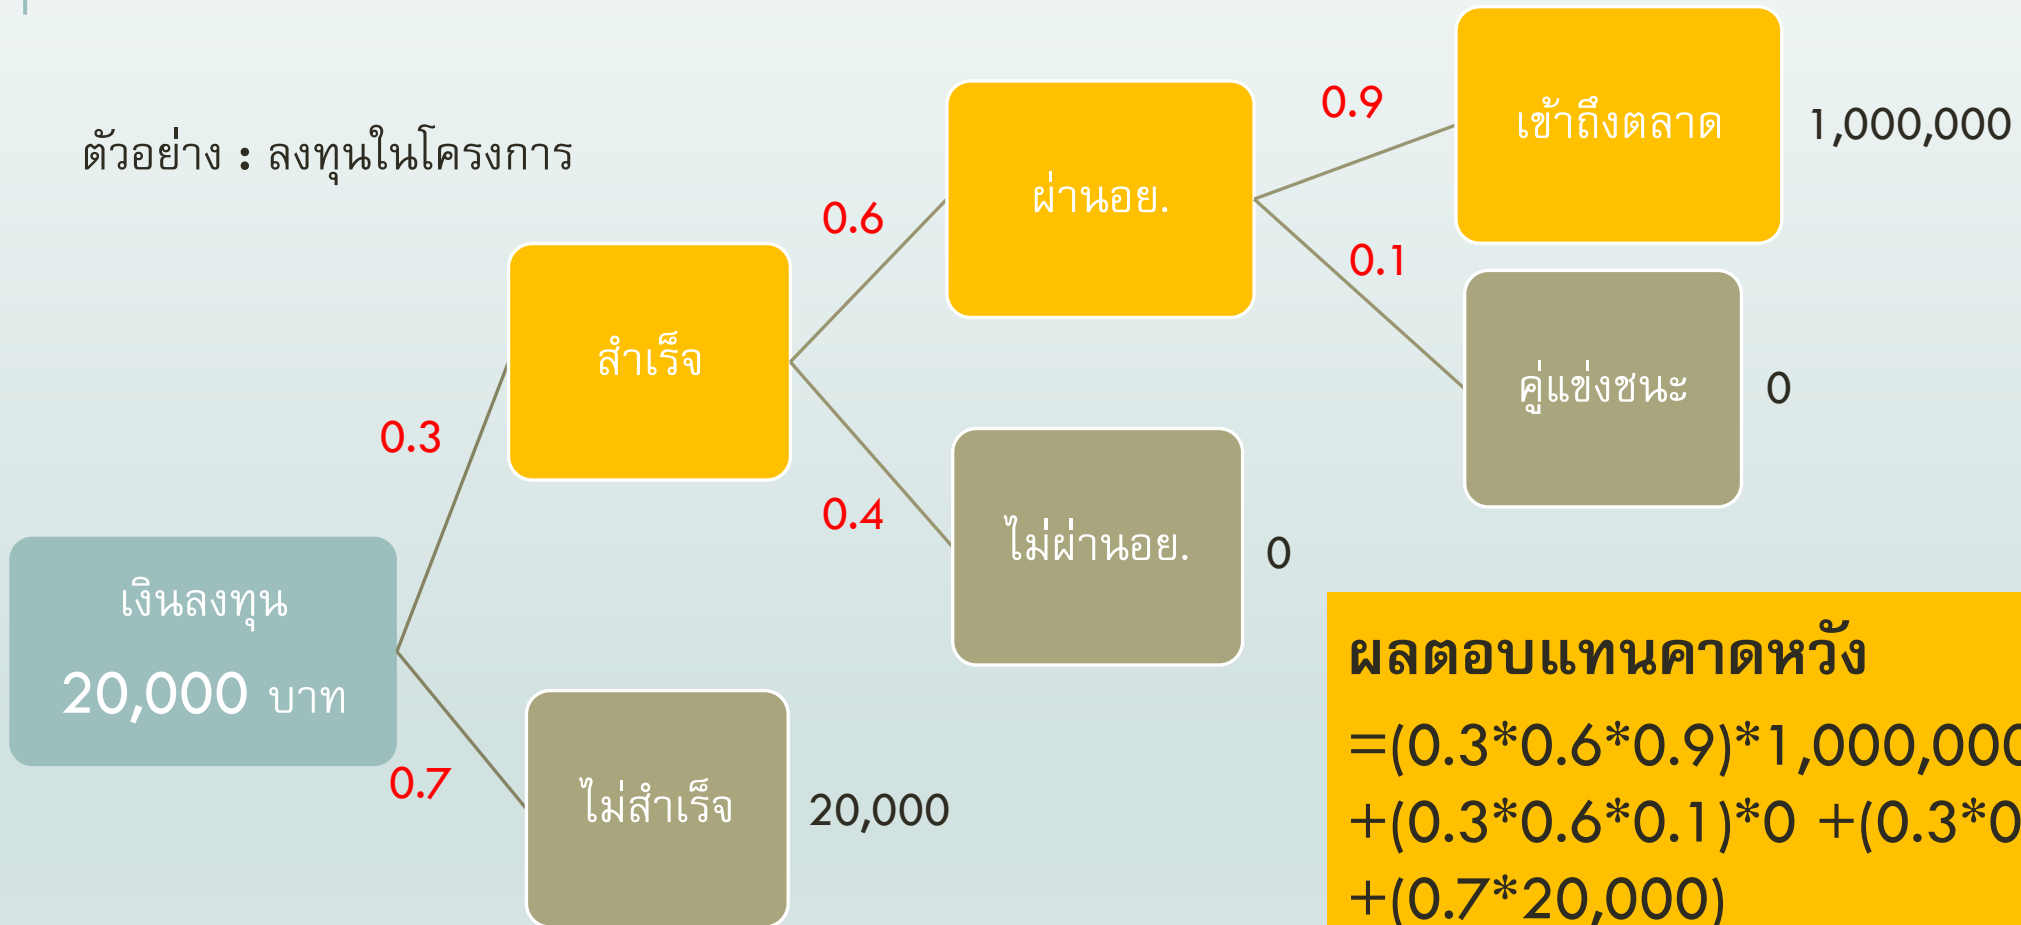 ตัวอย่าง : ลงทุนในโครงการ
0.9
เข้าถึงตลาด
1,000,000
0.6
ผ่านอย.
0.1
สำเร็จ
คู่แข่งชนะ
0
0.3
0.4
ไม่ผ่านอย.
0
เงินลงทุน
20,000 บาท
0.7
ไม่สำเร็จ
20,000
ผลตอบแทนคาดหวัง
=(0.3*0.6*0.9)*1,000,000
+(0.3*0.6*0.1)*0 +(0.3*0
+(0.7*20,000)